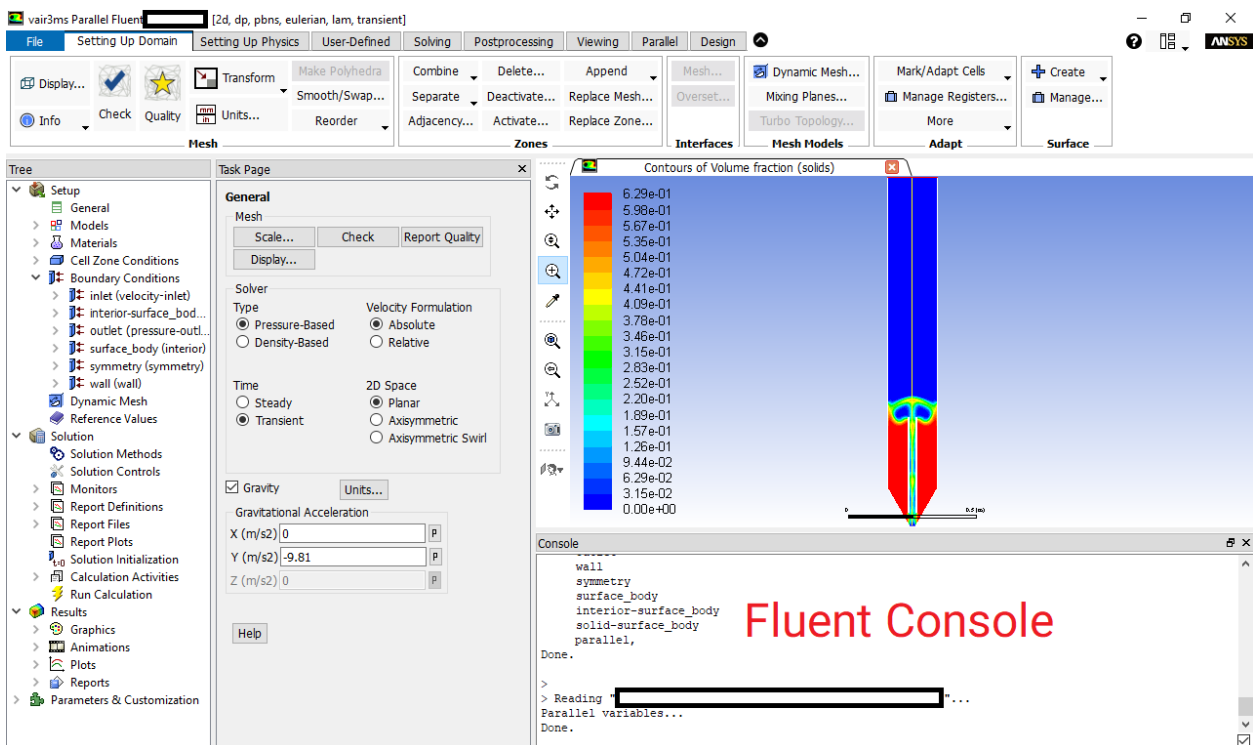 vair3ms Parallel Fluent [2d, dp, pbns, eulerian, lam, transient]
File Setting Up Domain Setting Up Physics User-Defined Solving Postprocessing Viewing Parallel Design ANSYS
Display... Check Quality Transform Make Polyhedra
Smooth/Swap...
Info Units... Reorder
Mesh
Combine Delete... Append
Separate Deactivate... Replace Mesh...
Adjacency... Activate... Replace Zone...
Zones
Mesh...
Overset...
Interfaces
Dynamic Mesh...
Mixing Planes...
Turbo Topology...
Mesh Models
Mark/Adapt Cells
Manage Registers...
More
Adapt
Create
Manage...
Surface
Tree
Setup
General
Models
Materials
Cell Zone Conditions
Boundary Conditions
inlet (velocity-inlet)
interior-surface_bod...
outlet (pressure-outl...
surface_body (interior)
symmetry (symmetry)
wall (wall)
Dynamic Mesh
Reference Values
Solution
Solution Methods
Solution Controls
Monitors
Report Definitions
Report Files
Report Plots
Solution Initialization
Calculation Activities
Run Calculation
Results
Graphics
Animations
Plots
Reports
Parameters & Customization
Task Page
General
Mesh
Scale... Check Report Quality
Display...
Solver
Type Velocity Formulation
Pressure-Based Absolute
Density-Based Relative
Time 2D Space
Steady Planar
Transient Axisymmetric
Axisymmetric Swirl
Gravity Units...
Gravitational Acceleration
X (m/s2) 0 P
Y (m/s2) -9.81 P
Z (m/s2) 0 P
Help
Contours of Volume fraction (solids)
6.29e-01
5.98e-01
5.67e-01
5.35e-01
5.04e-01
4.72e-01
4.41e-01
4.09e-01
3.78e-01
3.46e-01
3.15e-01
2.83e-01
2.52e-01
2.20e-01
1.89e-01
1.57e-01
1.26e-01
9.44e-02
6.29e-02
3.15e-02
0.00e+00
0 0.5 (m)
Console
wall
symmetry
surface_body
interior-surface_body
solid-surface_body
parallel,
Done.
>
> Reading "
"...
Parallel variables...
Done.
Fluent Console